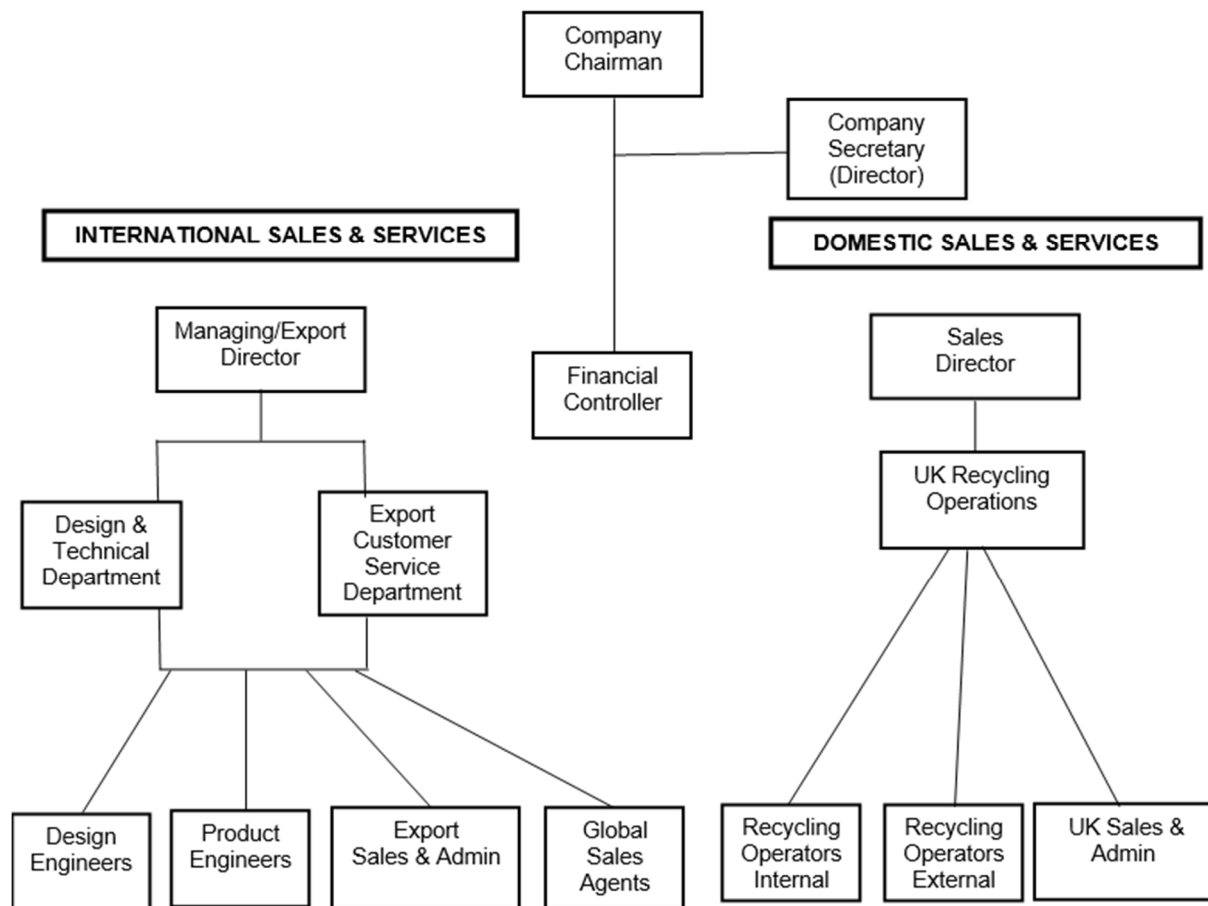 Company
Chairman
Company
Secretary
(Director)
INTERNATIONAL SALES & SERVICES
DOMESTIC SALES & SERVICES
Managing/Export
Director
Sales
Director
Financial
Controller
UK Recycling
Operations
Design &
Technical
Department
Export
Customer
Service
Department
Design
Engineers
Product
Engineers
Export
Sales & Admin
Global
Sales
Agents
Recycling
Operators
Internal
Recycling
Operators
External
UK Sales &
Admin